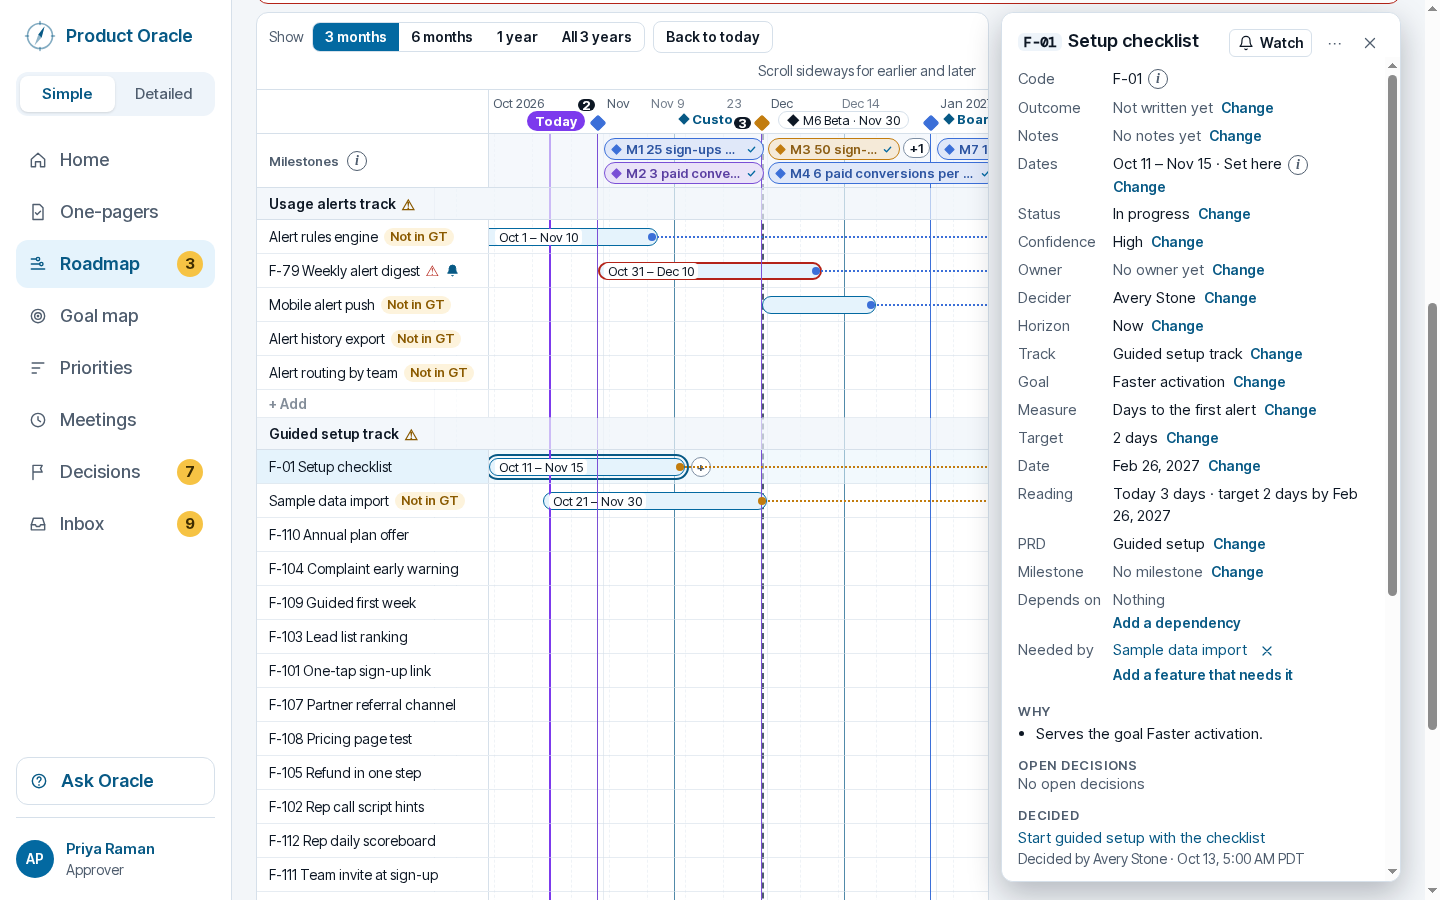 Product Oracle
Simple
Detailed
Home
One-pagers
Roadmap
3
Goal map
Priorities
Meetings
Decisions
7
Inbox
9
Ask Oracle
AP
Priya Raman
Approver
Show
3 months
6 months
1 year
All 3 years
Back to today
Scroll sideways for earlier and later
Oct 2026
2
Nov
Nov 9
23
Dec
Dec 14
Jan 2027
Today
Custo
3
M6 Beta · Nov 30
Boar
Milestones
i
M1 25 sign-ups ...
M3 50 sign-...
+1
M7 1
M2 3 paid conve...
M4 6 paid conversions per ...
Usage alerts track
Alert rules engine
Not in GT
Oct 1 – Nov 10
F-79 Weekly alert digest
Oct 31 – Dec 10
Mobile alert push
Not in GT
Alert history export
Not in GT
Alert routing by team
Not in GT
+ Add
Guided setup track
F-01 Setup checklist
Oct 11 – Nov 15
+
Sample data import
Not in GT
Oct 21 – Nov 30
F-110 Annual plan offer
F-104 Complaint early warning
F-109 Guided first week
F-103 Lead list ranking
F-101 One-tap sign-up link
F-107 Partner referral channel
F-108 Pricing page test
F-105 Refund in one step
F-102 Rep call script hints
F-112 Rep daily scoreboard
F-111 Team invite at sign-up
F-01 Setup checklist
Watch
...
Code
F-01
i
Outcome
Not written yet Change
Notes
No notes yet Change
Dates
Oct 11 – Nov 15 · Set here
i
Change
Status
In progress Change
Confidence
High Change
Owner
No owner yet Change
Decider
Avery Stone Change
Horizon
Now Change
Track
Guided setup track Change
Goal
Faster activation Change
Measure
Days to the first alert Change
Target
2 days Change
Date
Feb 26, 2027 Change
Reading
Today 3 days · target 2 days by Feb
26, 2027
PRD
Guided setup Change
Milestone
No milestone Change
Depends on
Nothing
Add a dependency
Needed by
Sample data import
Add a feature that needs it
WHY
• Serves the goal Faster activation.
OPEN DECISIONS
No open decisions
DECIDED
Start guided setup with the checklist
Decided by Avery Stone · Oct 13, 5:00 AM PDT